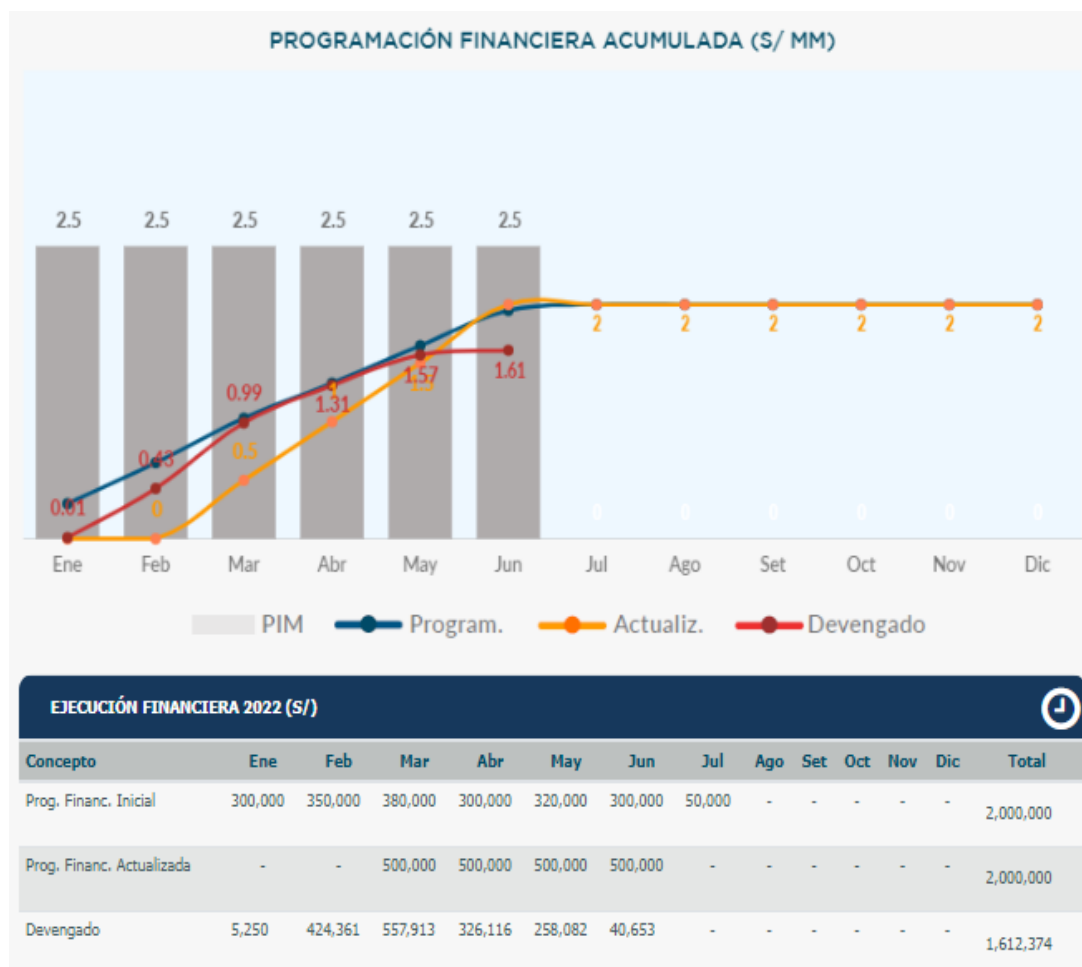 PROGRAMACIÓN FINANCIERA ACUMULADA (S/ MM)
2.5 2.5 2.5 2.5 2.5 2.5
2 2 2 2 2 2
1.57 1.61
0.99 1.31
0.43 0.5
0.01 0 0 0 0 0 0 0
Ene Feb Mar Abr May Jun Jul Ago Set Oct Nov Dic
PIM Program. Actualiz. Devengado
EJECUCIÓN FINANCIERA 2022 (S/)
Concepto Ene Feb Mar Abr May Jun Jul Ago Set Oct Nov Dic Total
Prog. Financ. Inicial 300,000 350,000 380,000 300,000 320,000 300,000 50,000 - - - - - 2,000,000
Prog. Financ. Actualizada - - 500,000 500,000 500,000 500,000 - - - - - - 2,000,000
Devengado 5,250 424,361 557,913 326,116 258,082 40,653 - - - - - - 1,612,374